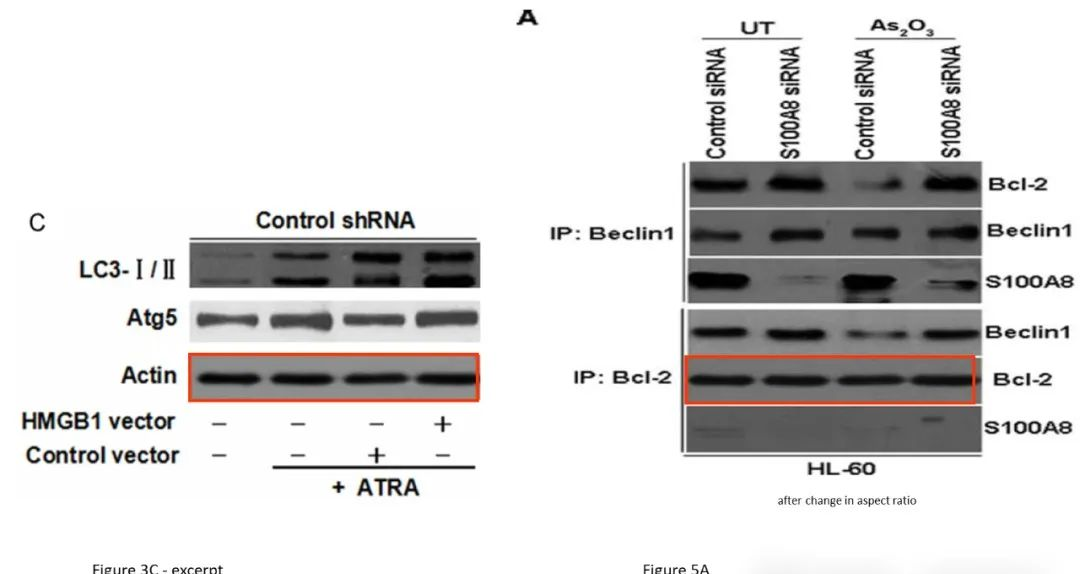 C
Control shRNA
LC3-Ⅰ/Ⅱ
Atg5
Actin
HMGB1 vector − − − +
Control vector − − + −
+ ATRA
Figure 3C - excerpt
A
UT As₂O₃
Control siRNA
S100A8 siRNA
Control siRNA
S100A8 siRNA
IP: Beclin1
Bcl-2
Beclin1
S100A8
IP: Bcl-2
Beclin1
Bcl-2
S100A8
HL-60
after change in aspect ratio
Figure 5A